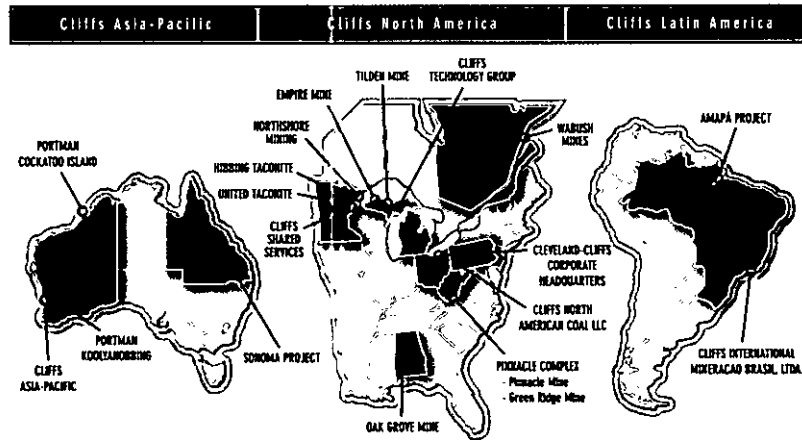 Cliffs Asia-Pacific
Cliffs North America
Cliffs Latin America
PORTMAN
COCKATOO ISLAND
PORTMAN
KOOLYANOBBING
CLIFFS
ASIA-PACIFIC
SONOMA PROJECT
CLIFFS
TECHNOLOGY GROUP
TILDEN MINE
EMPIRE MINE
NORTHSHORE
MINING
HIBBING TACONITE
UNITED TACONITE
CLIFFS
SHARED
SERVICES
WABUSH
MINES
CLEVELAND-CLIFFS
CORPORATE
HEADQUARTERS
CLIFFS NORTH
AMERICAN COAL LLC
PINNACLE COMPLEX
- Pinnacle Mine
- Green Ridge Mine
OAK GROVE MINE
AMAPÁ PROJECT
CLIFFS INTERNATIONAL
MINERACAO BRASIL, LTDA.